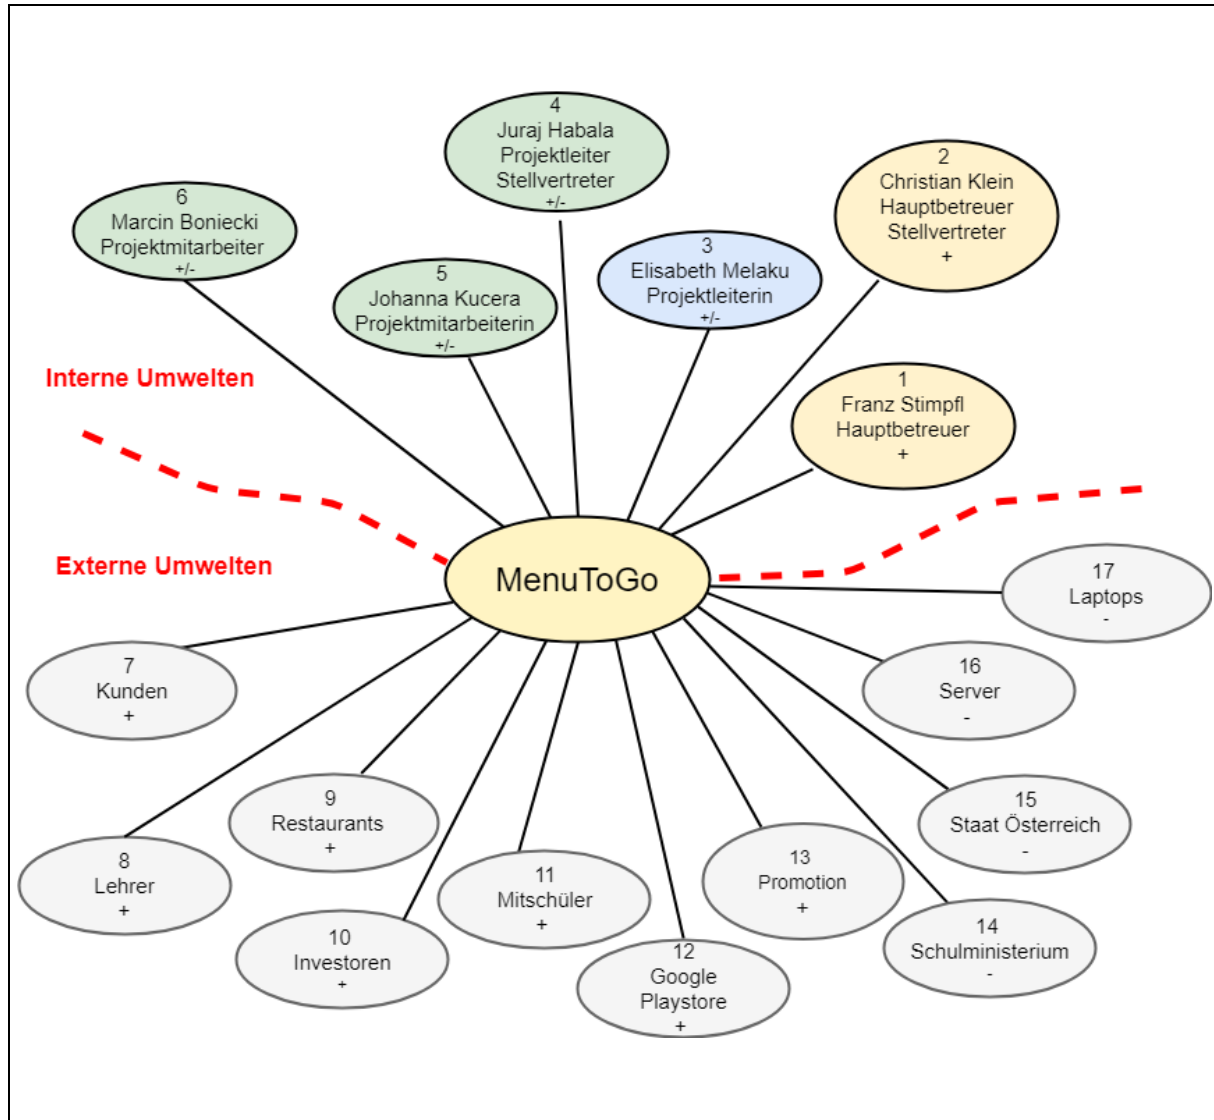 4
Juraj Habala
Projektleiter
Stellvertreter
+/-
2
Christian Klein
Hauptbetreuer
Stellvertreter
+
6
Marcin Boniecki
Projektmitarbeiter
+/-
3
Elisabeth Melaku
Projektleiterin
+/-
5
Johanna Kucera
Projektmitarbeiterin
+/-
1
Franz Stimpfl
Hauptbetreuer
+
Interne Umwelten
Externe Umwelten
MenuToGo
17
Laptops
-
7
Kunden
+
16
Server
-
9
Restaurants
+
15
Staat Österreich
-
8
Lehrer
+
11
Mitschüler
+
13
Promotion
+
10
Investoren
+
14
Schulministerium
-
12
Google
Playstore
+